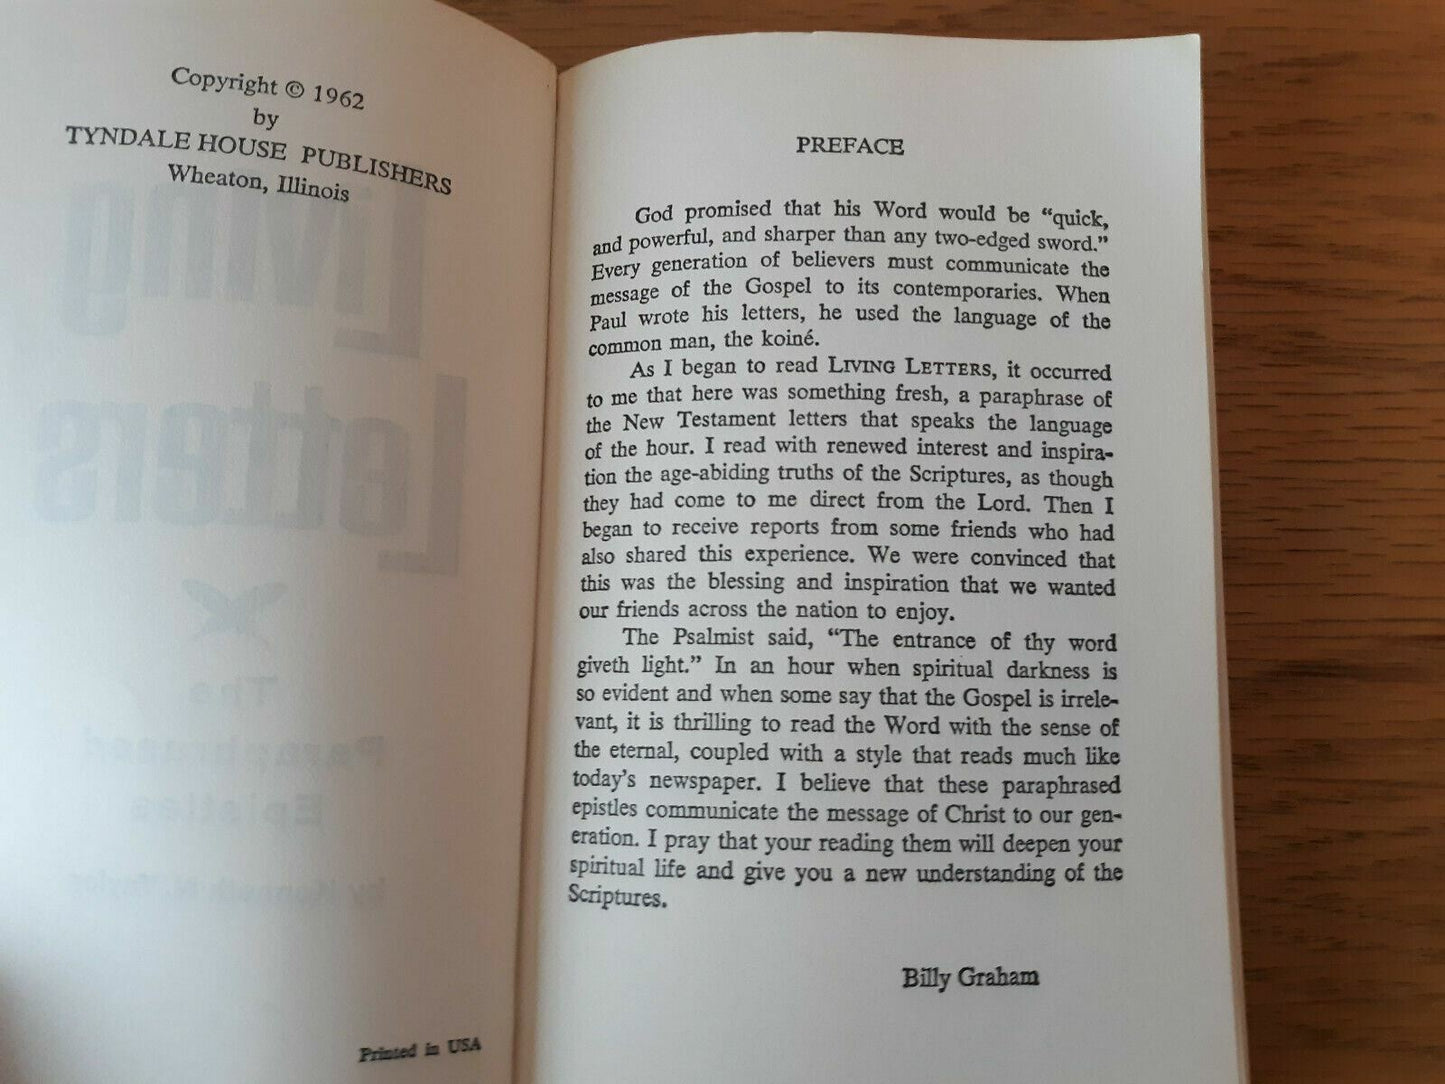 Copyright © 1962
by
TYNDALE HOUSE PUBLISHERS
Wheaton, Illinois
Living
Letters
The
Paraphrased
Epistles
by Kenneth N. Taylor
Printed in USA
PREFACE
God promised that his Word would be “quick,
and powerful, and sharper than any two-edged sword.”
Every generation of believers must communicate the
message of the Gospel to its contemporaries. When
Paul wrote his letters, he used the language of the
common man, the koiné.
As I began to read LIVING LETTERS, it occurred
to me that here was something fresh, a paraphrase of
the New Testament letters that speaks the language
of the hour. I read with renewed interest and inspira-
tion the age-abiding truths of the Scriptures, as though
they had come to me direct from the Lord. Then I
began to receive reports from some friends who had
also shared this experience. We were convinced that
this was the blessing and inspiration that we wanted
our friends across the nation to enjoy.
The Psalmist said, “The entrance of thy word
giveth light.” In an hour when spiritual darkness is
so evident and when some say that the Gospel is irrele-
vant, it is thrilling to read the Word with the sense of
the eternal, coupled with a style that reads much like
today’s newspaper. I believe that these paraphrased
epistles communicate the message of Christ to our gen-
eration. I pray that your reading them will deepen your
spiritual life and give you a new understanding of the
Scriptures.
Billy Graham